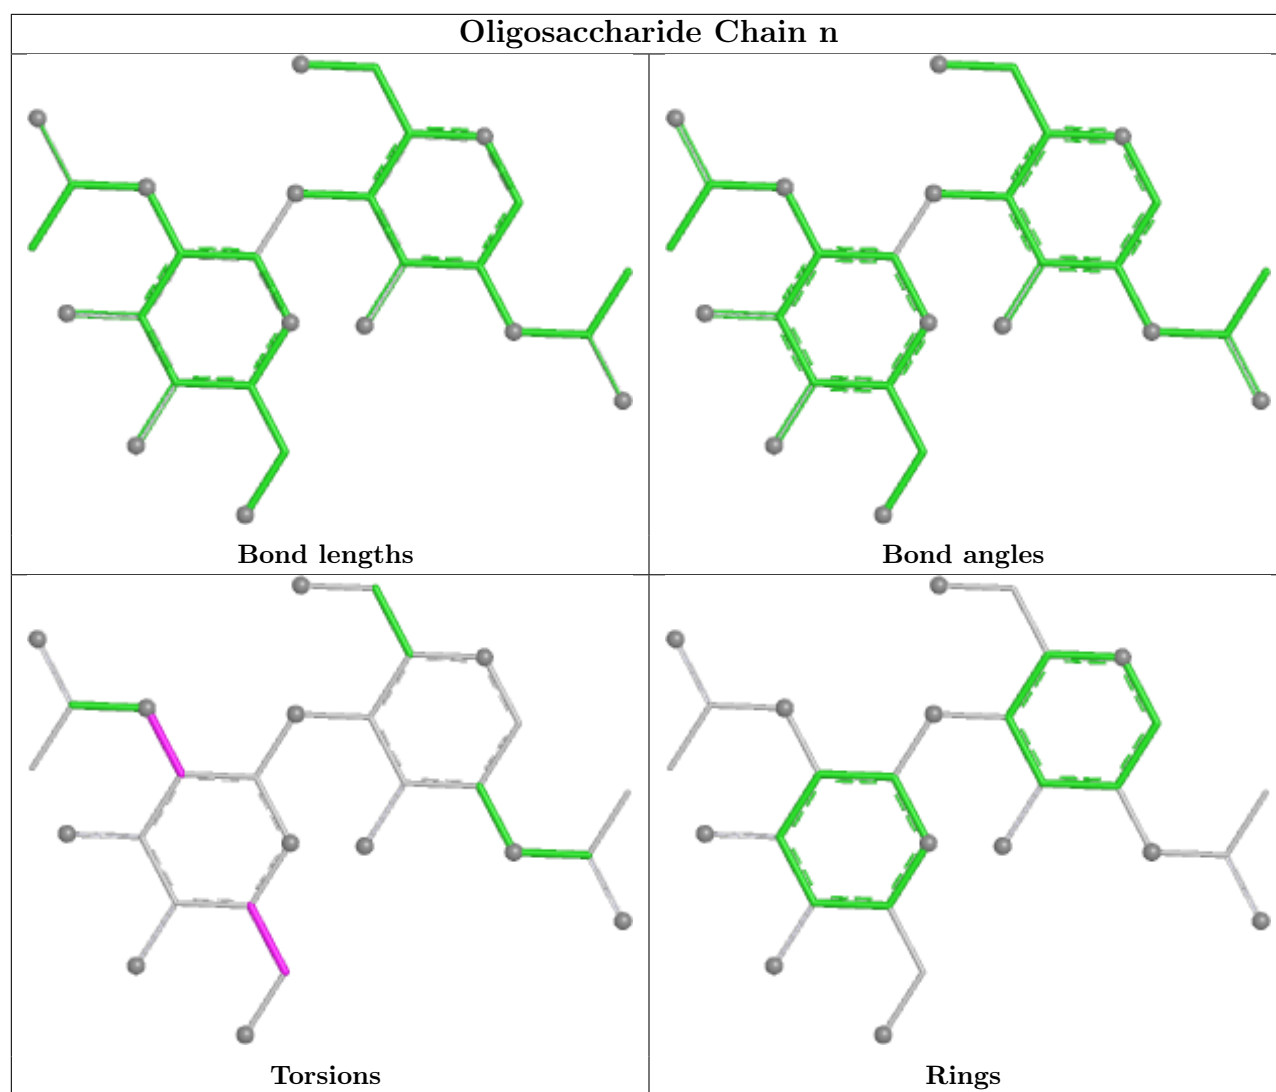 Oligosaccharide Chain n
Bond lengths
Bond angles
Torsions
Rings